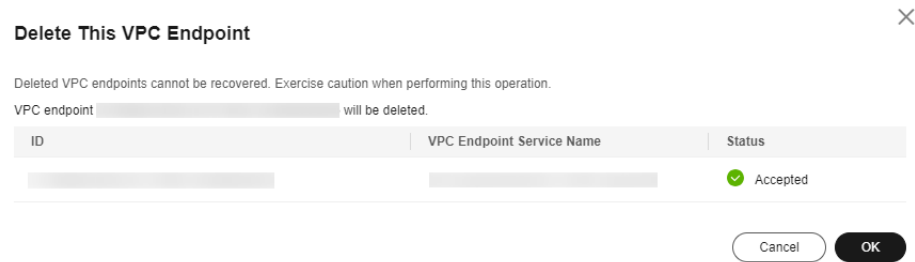 Delete This VPC Endpoint
Deleted VPC endpoints cannot be recovered. Exercise caution when performing this operation.
VPC endpoint will be deleted.
ID VPC Endpoint Service Name Status
Accepted
Cancel OK